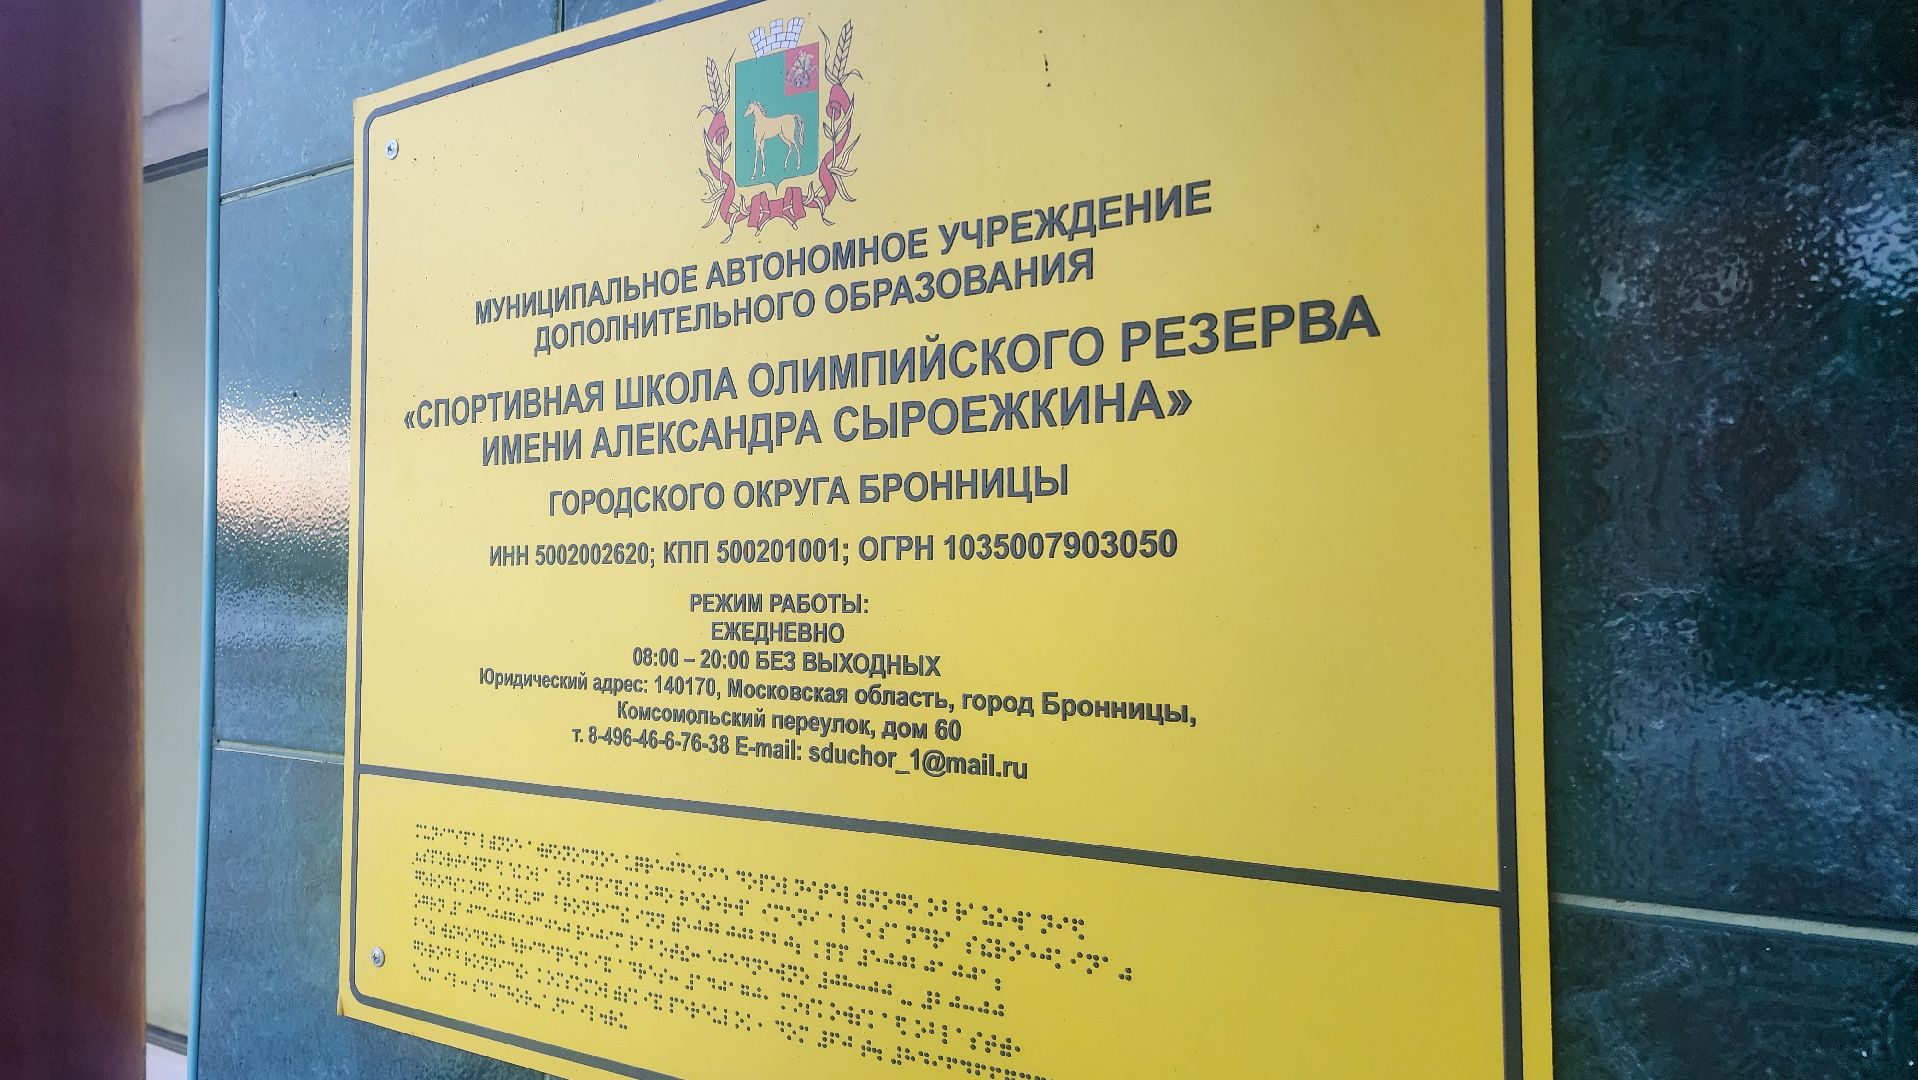 МУНИЦИПАЛЬНОЕ АВТОНОМНОЕ УЧРЕЖДЕНИЕ
ДОПОЛНИТЕЛЬНОГО ОБРАЗОВАНИЯ
«СПОРТИВНАЯ ШКОЛА ОЛИМПИЙСКОГО РЕЗЕРВА
ИМЕНИ АЛЕКСАНДРА СЫРОЕЖКИНА»
ГОРОДСКОГО ОКРУГА БРОННИЦЫ
ИНН 5002002620; КПП 500201001; ОГРН 1035007903050
РЕЖИМ РАБОТЫ:
ЕЖЕДНЕВНО
08:00 – 20:00 БЕЗ ВЫХОДНЫХ
Юридический адрес: 140170, Московская область, город Бронницы,
Комсомольский переулок, дом 60
т. 8-496-46-6-76-38 E-mail: sduchor_1@mail.ru